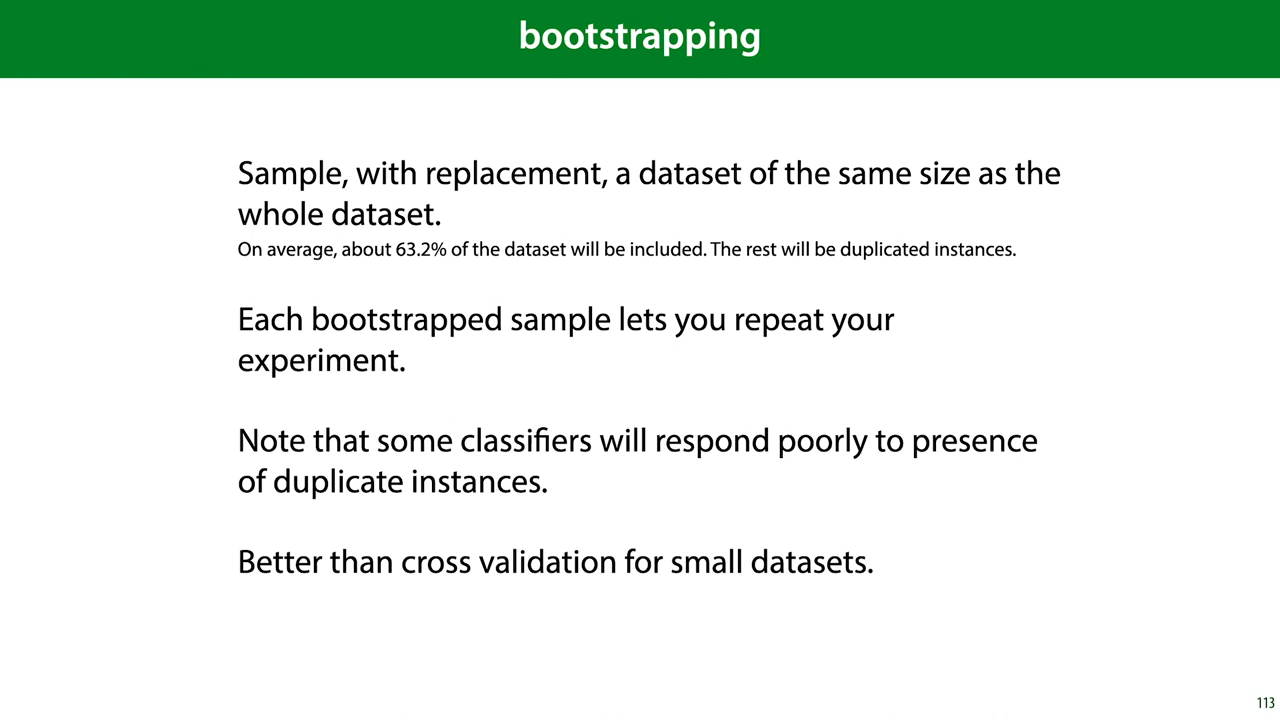 bootstrapping
Sample, with replacement, a dataset of the same size as the
whole dataset.
On average, about 63.2% of the dataset will be included. The rest will be duplicated instances.
Each bootstrapped sample lets you repeat your
experiment.
Note that some classifiers will respond poorly to presence
of duplicate instances.
Better than cross validation for small datasets.
113